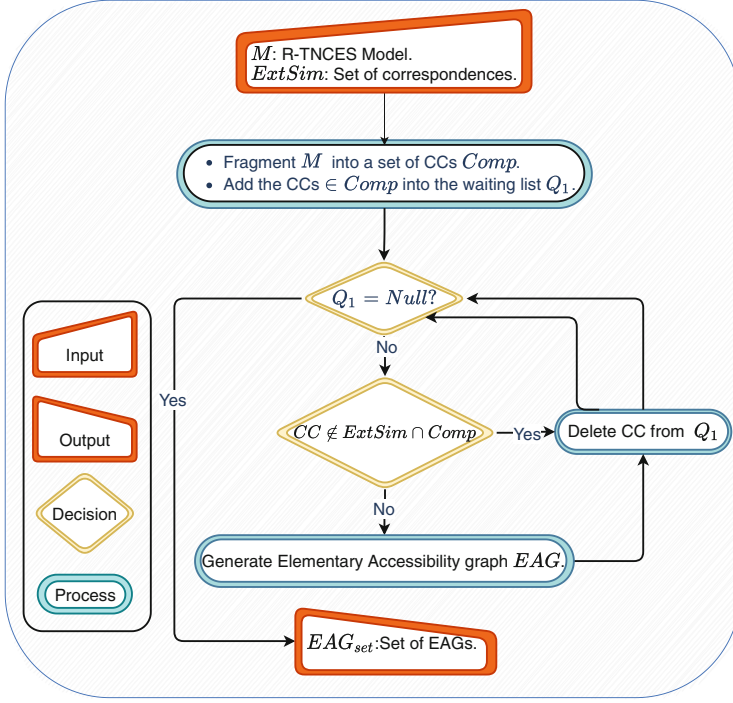 M: R-TNCES Model.
ExtSim: Set of correspondences.
• Fragment M into a set of CCs Comp.
• Add the CCs ∈ Comp into the waiting list Q₁.
Q₁ = Null?
No
Yes
CC ∉ ExtSim ∩ Comp
Yes
Delete CC from Q₁
No
Generate Elementary Accessibility graph EAG.
EAG_set:Set of EAGs.
Input
Output
Decision
Process